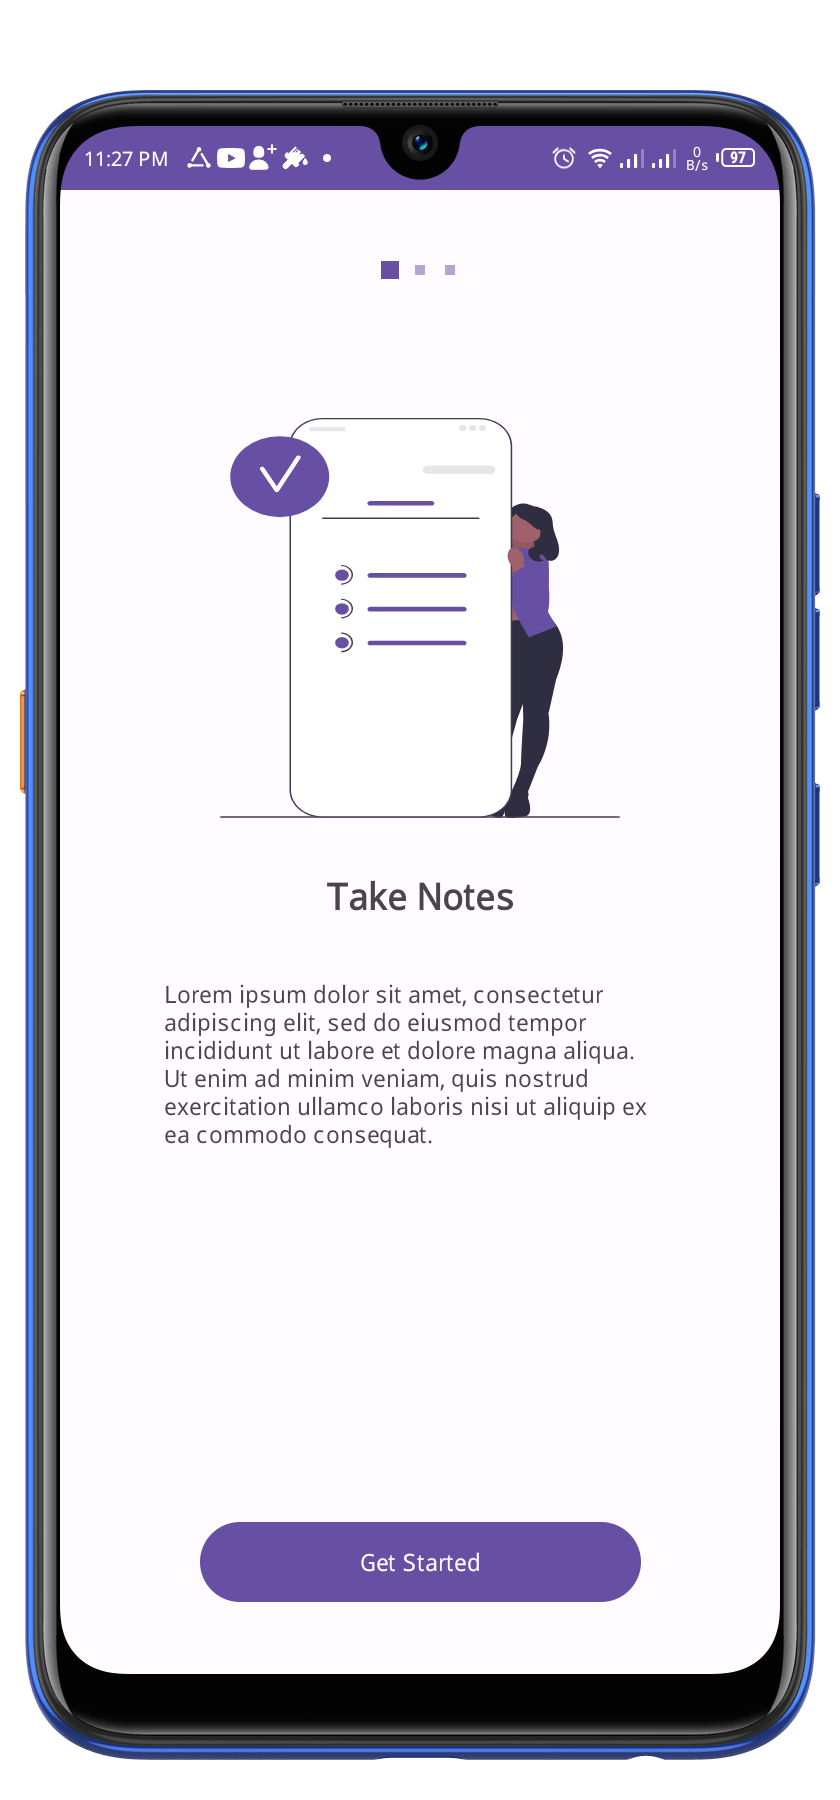 11:27 PM
0
B/s
97
Take Notes
Lorem ipsum dolor sit amet, consectetur
adipiscing elit, sed do eiusmod tempor
incididunt ut labore et dolore magna aliqua.
Ut enim ad minim veniam, quis nostrud
exercitation ullamco laboris nisi ut aliquip ex
ea commodo consequat.
Get Started